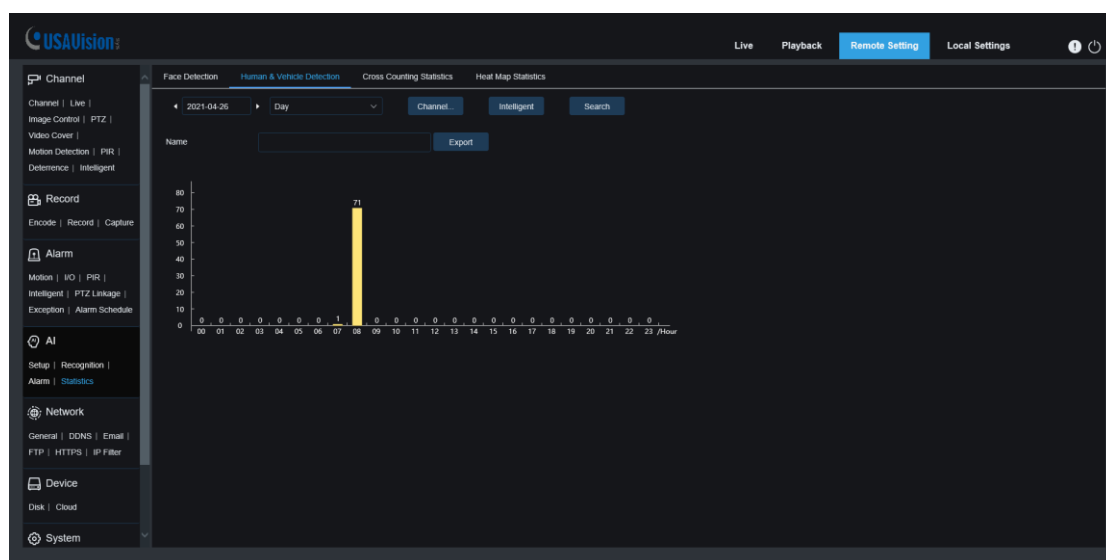 USAVision
Live Playback Remote Setting Local Settings
Channel
Channel | Live |
Image Control | PTZ |
Video Cover |
Motion Detection | PIR |
Deterrence | Intelligent
Record
Encode | Record | Capture
Alarm
Motion | I/O | PIR |
Intelligent | PTZ Linkage |
Exception | Alarm Schedule
AI
Setup | Recognition |
Alarm | Statistics
Network
General | DDNS | Email |
FTP | HTTPS | IP Filter
Device
Disk | Cloud
System
Face Detection Human & Vehicle Detection Cross Counting Statistics Heat Map Statistics
2021-04-26 Day Channel... Intelligent Search
Name Export
80
70
60
50
40
30
20
10
0
0 0 0 0 0 0 0 1 71 0 0 0 0 0 0 0 0 0 0 0 0 0 0 0
00 01 02 03 04 05 06 07 08 09 10 11 12 13 14 15 16 17 18 19 20 21 22 23 /Hour